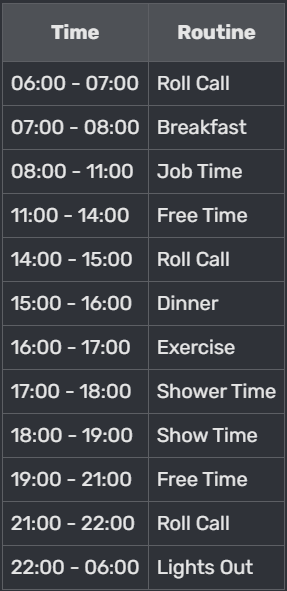 Time Routine
06:00 - 07:00 Roll Call
07:00 - 08:00 Breakfast
08:00 - 11:00 Job Time
11:00 - 14:00 Free Time
14:00 - 15:00 Roll Call
15:00 - 16:00 Dinner
16:00 - 17:00 Exercise
17:00 - 18:00 Shower Time
18:00 - 19:00 Show Time
19:00 - 21:00 Free Time
21:00 - 22:00 Roll Call
22:00 - 06:00 Lights Out